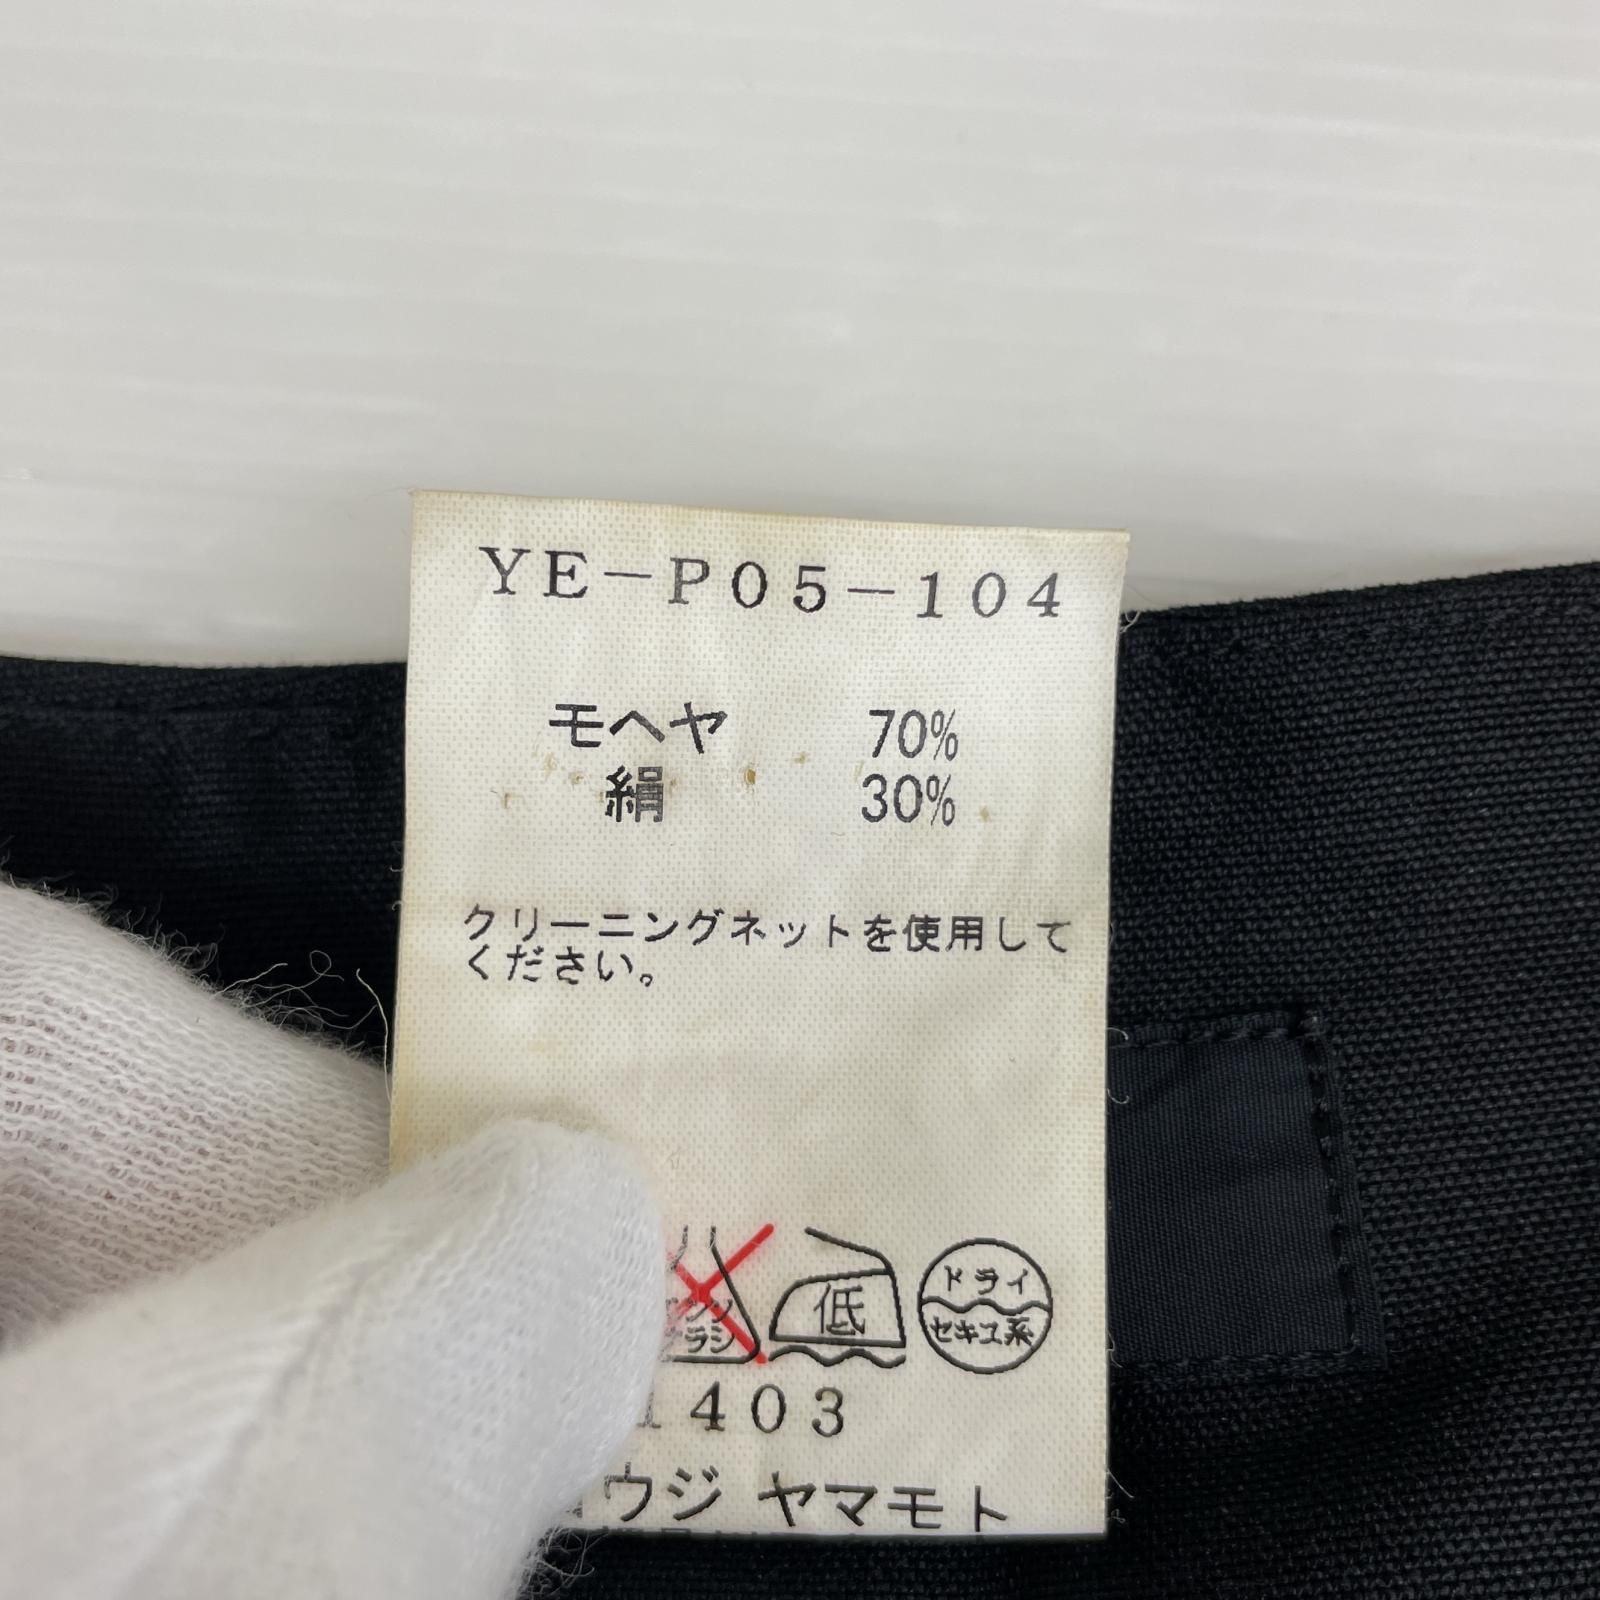 YE-P05-104
モヘヤ 70%
絹 30%
クリーニングネットを使用して
ください。
低
ドライ
セキユ系
1403
ウジ ヤマモト